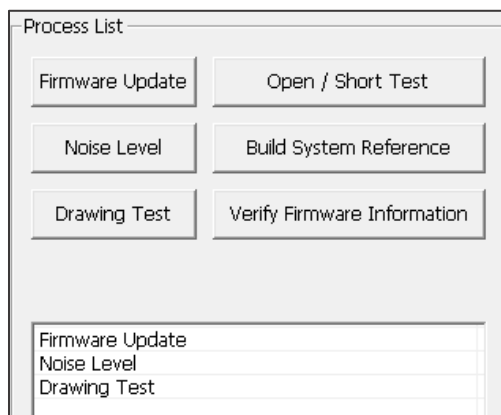 Process List
Firmware Update
Open / Short Test
Noise Level
Build System Reference
Drawing Test
Verify Firmware Information
Firmware Update
Noise Level
Drawing Test